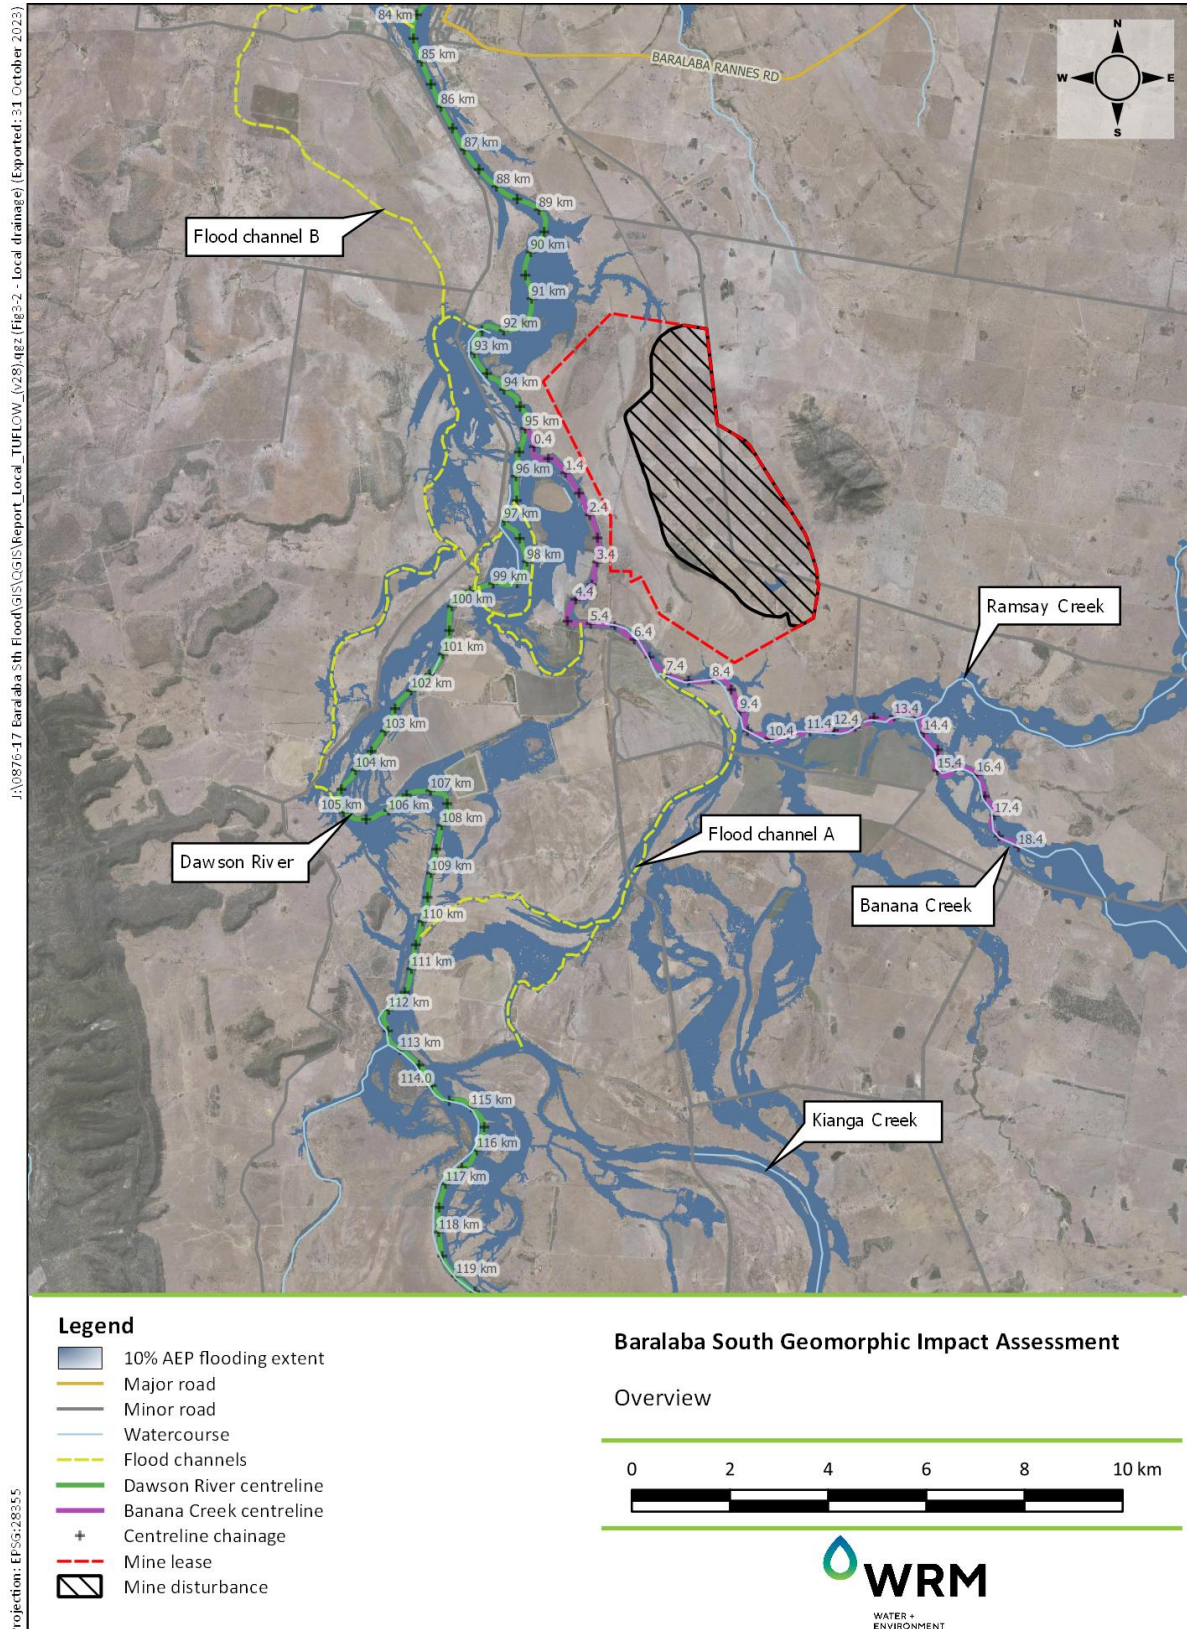 J:\0876-17 Baralaba Sth Flood\GIS\QGIS\Report_Local_TUFLOW_(v28).qgz (Fig3-2 - Local drainage) (Exported: 31 October 2023)
84 km
85 km
BARALABA RANNES RD
N
W
E
S
86 km
87 km
88 km
89 km
Flood channel B
90 km
91 km
92 km
93 km
94 km
95 km
0.4
96 km
1.4
97 km
2.4
98 km
3.4
99 km
4.4
100 km
5.4
Ramsay Creek
101 km
6.4
102 km
7.4
8.4
103 km
9.4
10.4
11.4
12.4
13.4
14.4
104 km
15.4
16.4
105 km
106 km
107 km
17.4
108 km
Flood channel A
18.4
Dawson River
109 km
Banana Creek
110 km
111 km
112 km
113 km
114.0
115 km
Kianga Creek
116 km
117 km
118 km
119 km
Legend
10% AEP flooding extent
Major road
Minor road
Watercourse
Flood channels
Dawson River centreline
Banana Creek centreline
Centreline chainage
Mine lease
Mine disturbance
Baralaba South Geomorphic Impact Assessment
Overview
0 2 4 6 8 10 km
WRM
WATER +
ENVIRONMENT
Projection: EPSG:28355